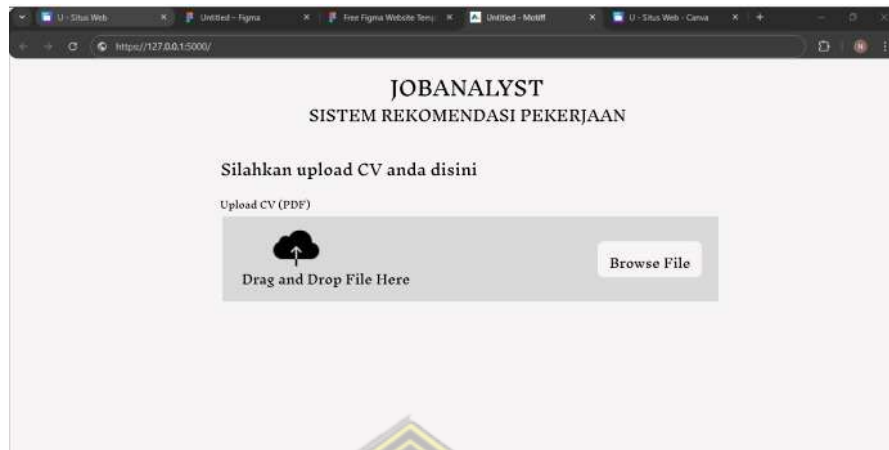 U - Situs Web
Untitled – Figma
Free Figma Website Temp
Untitled - Motiff
U - Situs Web - Canva
https://127.0.0.1:5000/
N
JOBANALYST
SISTEM REKOMENDASI PEKERJAAN
Silahkan upload CV anda disini
Upload CV (PDF)
Drag and Drop File Here
Browse File